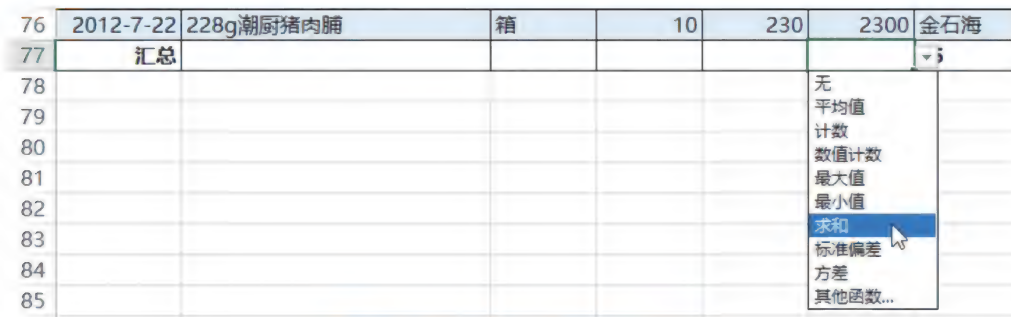 76 2012-7-22 228g潮厨猪肉脯 箱 10 230 2300 金石海
77 汇总
78 无
79 平均值
计数
80 数值计数
81 最大值
82 最小值
求和
83 标准偏差
84 方差
85 其他函数...